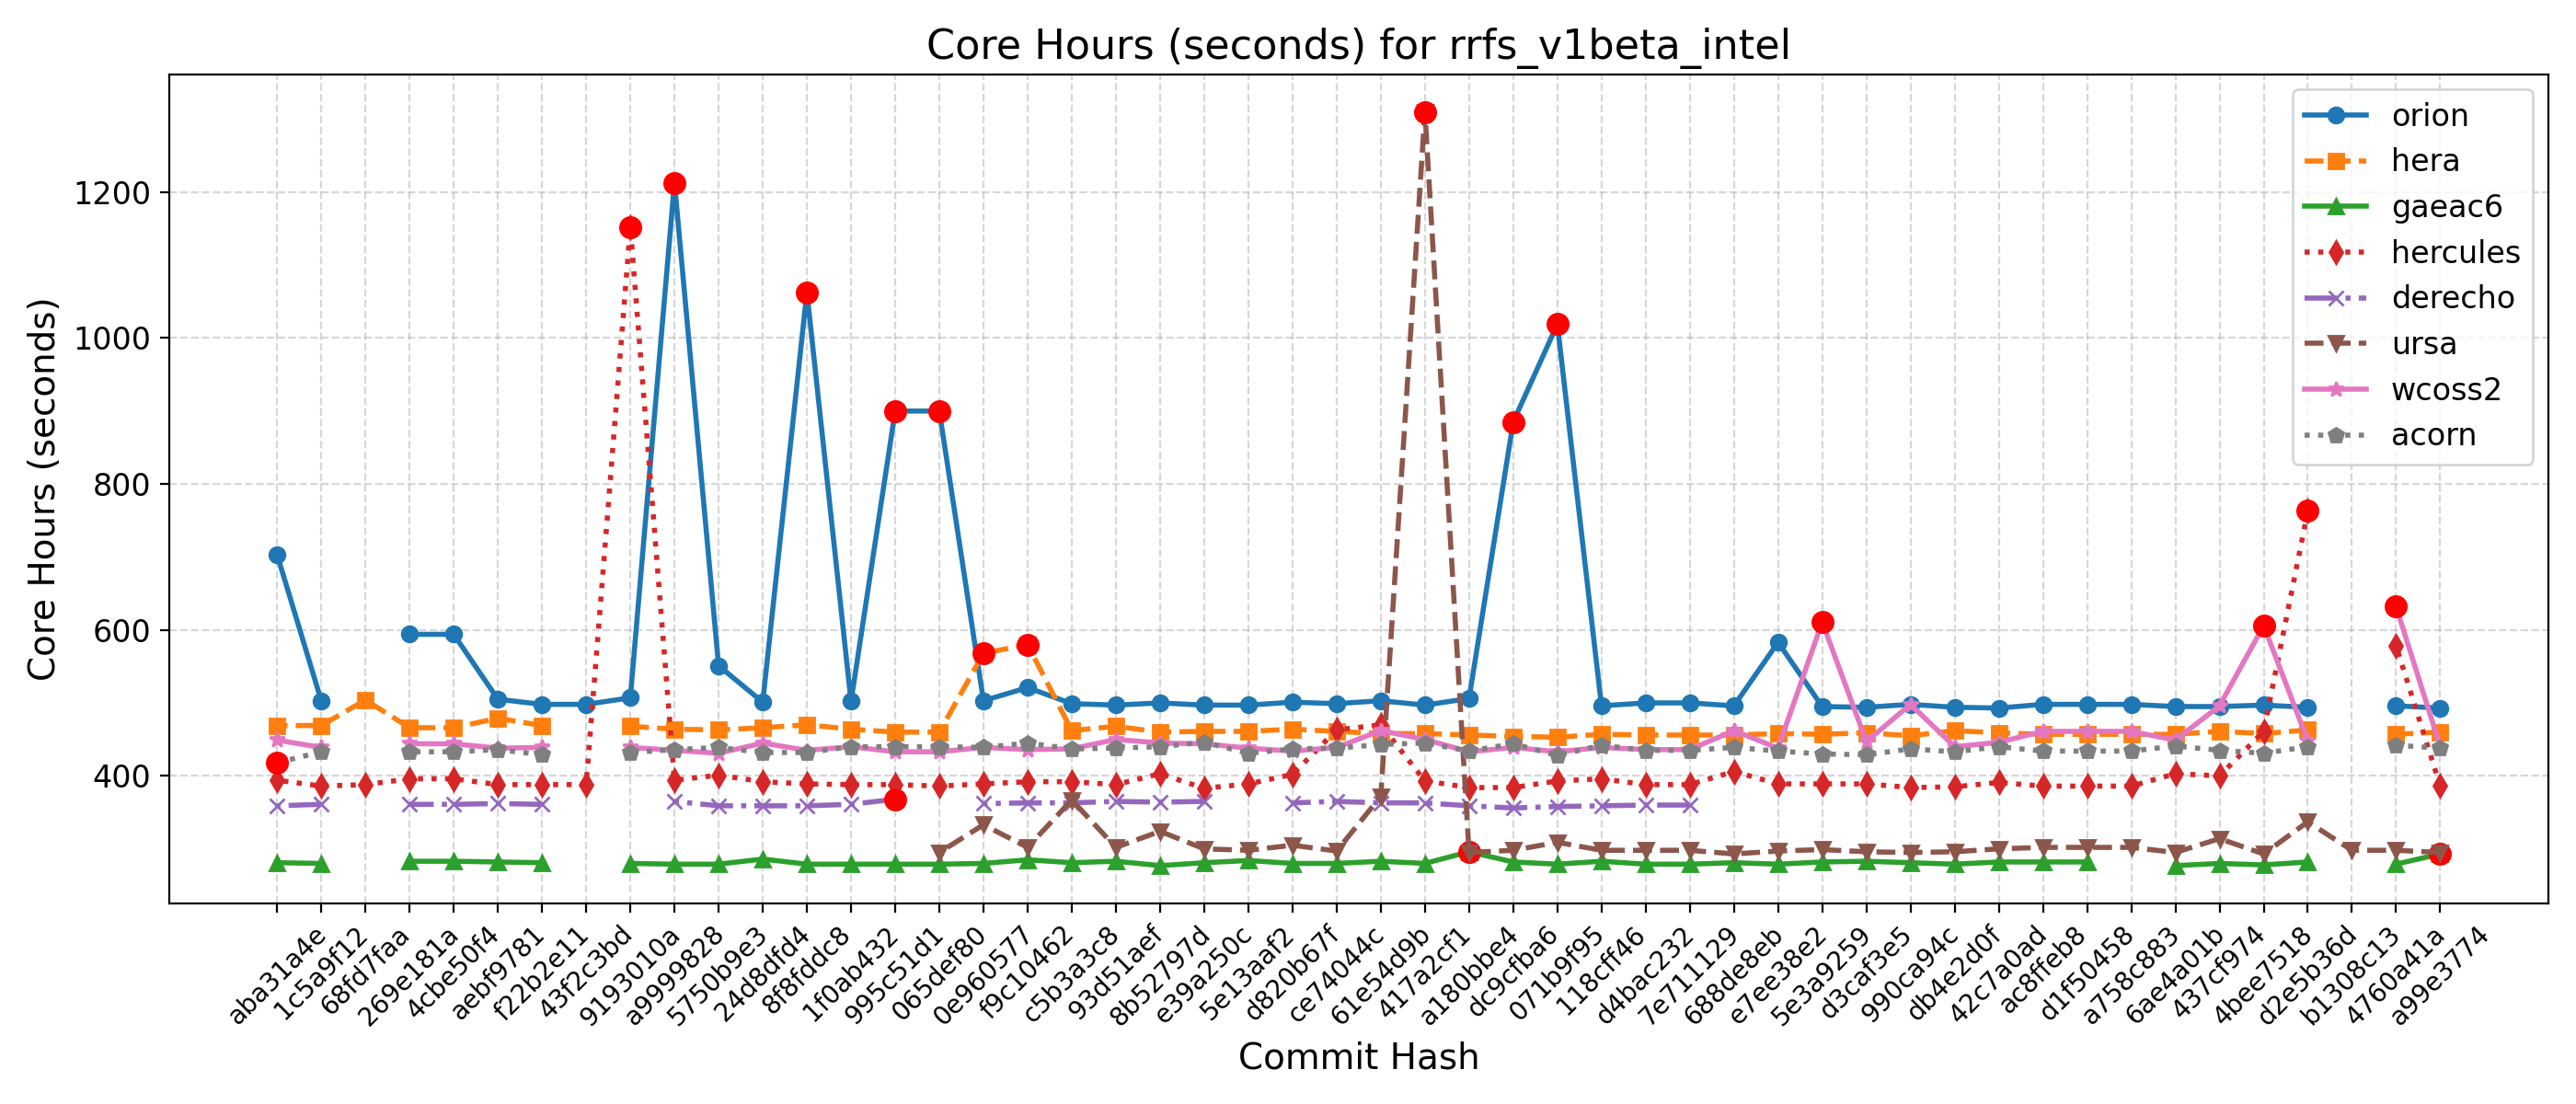 Core Hours (seconds) for rrfs_v1beta_intel
Core Hours (seconds)
1200
1000
800
600
400
orion
hera
gaeac6
hercules
derecho
ursa
wcoss2
acorn
aba31a4e
1c5a9f12
68fd7faa
269e181a
4cbe50f4
aebf9781
f22b2e11
43f2c3bd
9193010a
a9999828
5750b9e3
24d8dfd4
8f8fddc8
1f0ab432
995c51d1
065def80
0e960577
f9c10462
c5b3a3c8
93d51aef
8b52797d
e39a250c
5e13aaf2
d820b67f
ce74044c
61e54d9b
417a2cf1
a180bbe4
dc9cfba6
071b9f95
118cff46
d4bac232
7e711129
688de8eb
e7ee38e2
5e3a9259
d3caf3e5
990ca94c
db4e2d0f
42c7a0ad
ac8ffeb8
d1f50458
a758c883
6ae4a01b
437cf974
4bee7518
d2e5b36d
b1308c13
4760a41a
a99e3774
Commit Hash